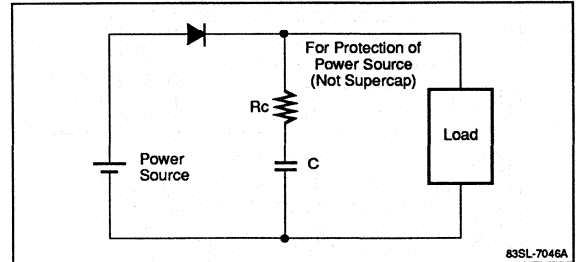 For Protection of
Power Source
(Not Supercap)
Rc
Load
Power
Source
C
83SL-7046A